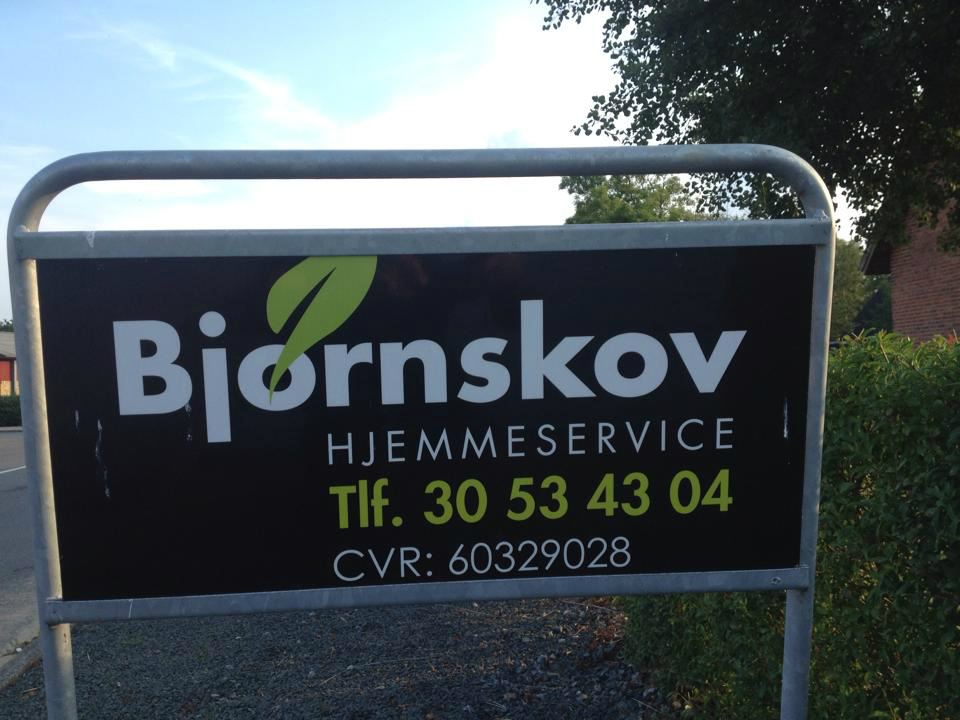 Bjørnskov
HJEMMESERVICE
Tlf. 30 53 43 04
CVR: 60329028